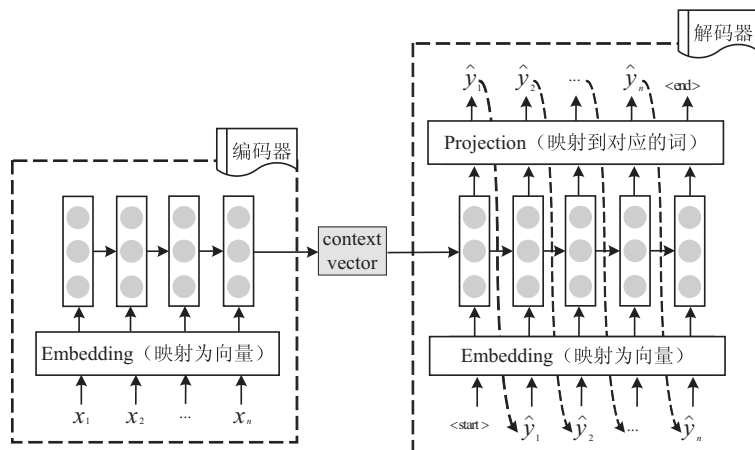 解码器
ŷ₁ ŷ₂ ... ŷₙ <end>
Projection（映射到对应的词）
编码器
context
vector
Embedding（映射为向量）
Embedding（映射为向量）
x₁ x₂ ... xₙ
<start> ŷ₁ ŷ₂ ... ŷₙ